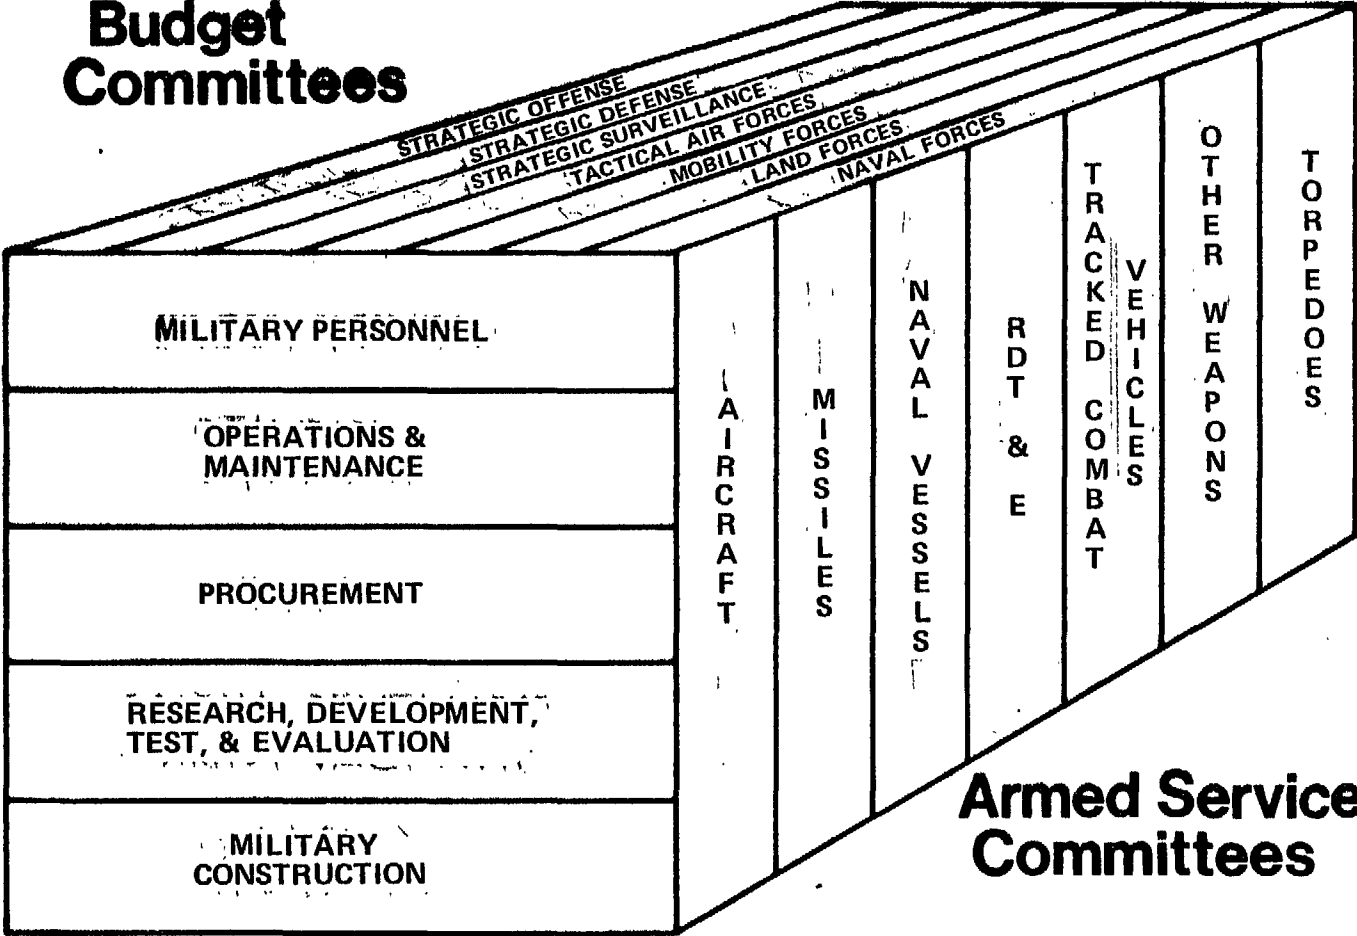 Budget
Committees
STRATEGIC OFFENSE
STRATEGIC DEFENSE
STRATEGIC SURVEILLANCE
TACTICAL AIR FORCES
MOBILITY FORCES
LAND FORCES
NAVAL FORCES
MILITARY PERSONNEL
OPERATIONS &
MAINTENANCE
PROCUREMENT
RESEARCH, DEVELOPMENT,
TEST, & EVALUATION
MILITARY
CONSTRUCTION
AIRCRAFT
MISSILES
NAVAL VESSELS
RDT & E
TRACKED COMBAT
VEHICLES
OTHER WEAPONS
TORPEDOES
Armed Service
Committees